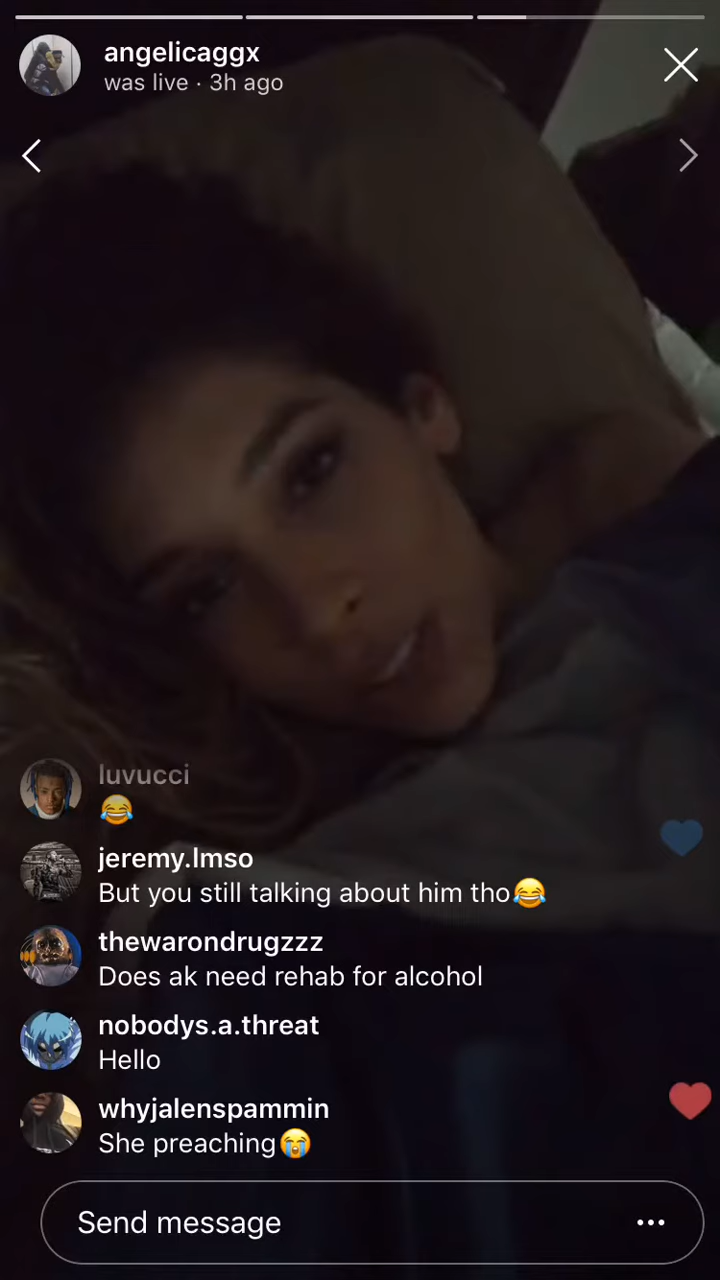 angelicaggx
was live · 3h ago
luvucci
😂
jeremy.lmso
But you still talking about him tho😂
thewarondrugzzz
Does ak need rehab for alcohol
nobodys.a.threat
Hello
whyjalenspammin
She preaching😭
Send message